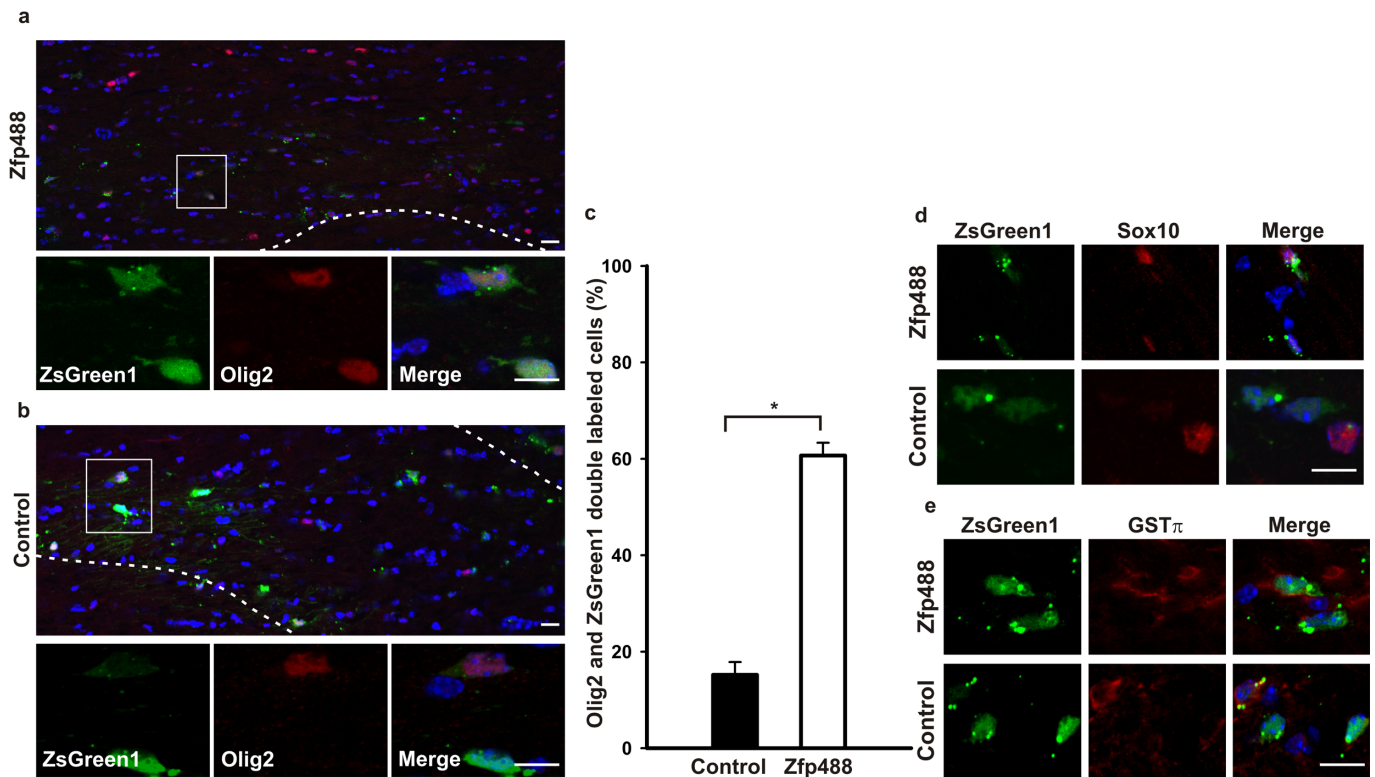 a
Zfp488
ZsGreen1 Olig2 Merge
b
Control
ZsGreen1 Olig2 Merge
c
Olig2 and ZsGreen1 double labeled cells (%)
100
80
60
40
20
0
*
Control Zfp488
d
ZsGreen1 Sox10 Merge
Zfp488
Control
e
ZsGreen1 GSTπ Merge
Zfp488
Control